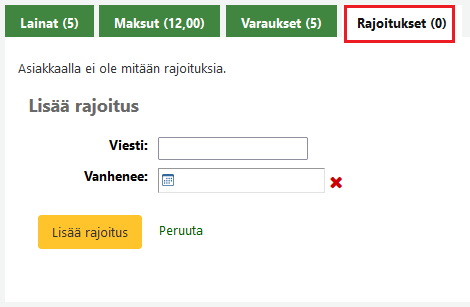 Lainat (5) Maksut (12,00) Varaukset (5) Rajoitukset (0)
Asiakkaalla ei ole mitään rajoituksia.
Lisää rajoitus
Viesti:
Vanhenee:
Lisää rajoitus Peruuta